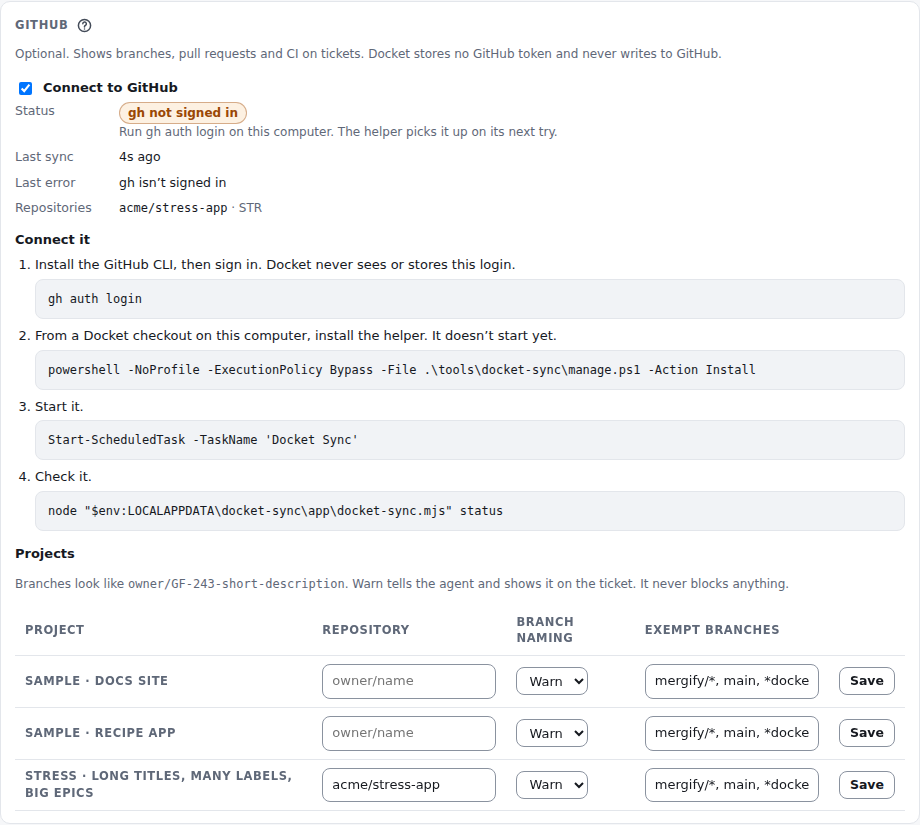 GITHUB ?
Optional. Shows branches, pull requests and CI on tickets. Docket stores no GitHub token and never writes to GitHub.
Connect to GitHub
Status gh not signed in
Run gh auth login on this computer. The helper picks it up on its next try.
Last sync 4s ago
Last error gh isn’t signed in
Repositories acme/stress-app · STR
Connect it
1. Install the GitHub CLI, then sign in. Docket never sees or stores this login.
gh auth login
2. From a Docket checkout on this computer, install the helper. It doesn’t start yet.
powershell -NoProfile -ExecutionPolicy Bypass -File .\tools\docket-sync\manage.ps1 -Action Install
3. Start it.
Start-ScheduledTask -TaskName 'Docket Sync'
4. Check it.
node "$env:LOCALAPPDATA\docket-sync\app\docket-sync.mjs" status
Projects
Branches look like owner/GF-243-short-description. Warn tells the agent and shows it on the ticket. It never blocks anything.
PROJECT REPOSITORY BRANCH NAMING EXEMPT BRANCHES
SAMPLE · DOCS SITE owner/name Warn mergify/*, main, *docke Save
SAMPLE · RECIPE APP owner/name Warn mergify/*, main, *docke Save
STRESS · LONG TITLES, MANY LABELS,
BIG EPICS acme/stress-app Warn mergify/*, main, *docke Save